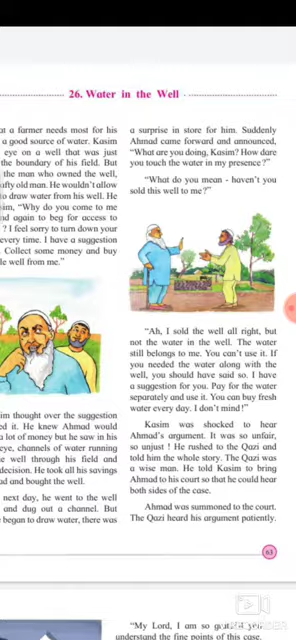 26. Water in the Well
at a farmer needs most for his
a good source of water. Kasim
eye on a well that was just
the boundary of his field. But
the man who owned the well,
afty old man. He wouldn't allow
to draw water from his well. He
im, "Why do you come to me
nd again to beg for access to
? I feel sorry to turn down your
every time. I have a suggestion
. Collect some money and buy
le well from me."
im thought over the suggestion
ed it. He knew Ahmad would
a lot of money but he saw in his
eye, channels of water running
e well through his field and
decision. He took all his savings
ad and bought the well.
next day, he went to the well
and dug out a channel. But
e began to draw water, there was
a surprise in store for him. Suddenly
Ahmad came forward and announced,
"What are you doing, Kasim? How dare
you touch the water in my presence?"
"What do you mean - haven't you
sold this well to me?"
"Ah, I sold the well all right, but
not the water in the well. The water
still belongs to me. You can't use it. If
you needed the water along with the
well, you should have said so. I have
a suggestion for you. Pay for the water
separately and use it. You can buy fresh
water every day. I don't mind!"
Kasim was shocked to hear
Ahmad's argument. It was so unfair,
so unjust! He rushed to the Qazi and
told him the whole story. The Qazi was
a wise man. He told Kasim to bring
Ahmad to his court so that he could hear
both sides of the case.
Ahmad was summoned to the court.
The Qazi heard his argument patiently.
63
"My Lord, I am so
understand the fine points of this case.